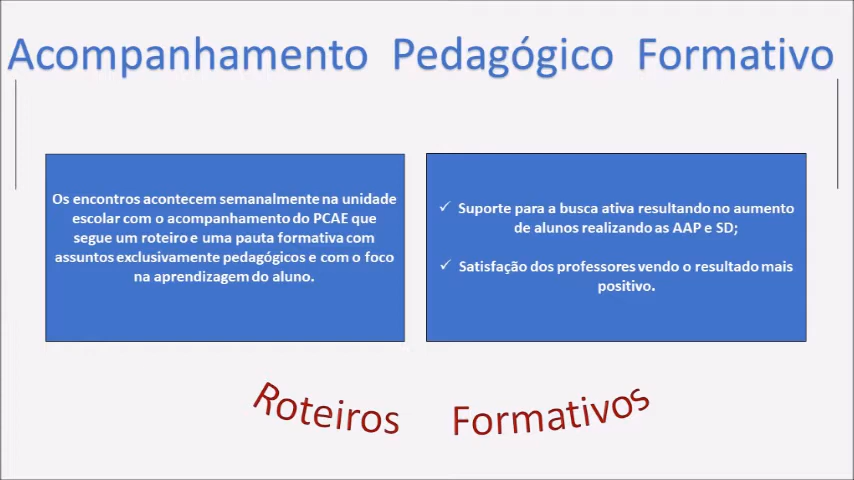 Acompanhamento Pedagógico Formativo
Os encontros acontecem semanalmente na unidade
escolar com o acompanhamento do PCAE que
segue um roteiro e uma pauta formativa com
assuntos exclusivamente pedagógicos e com o foco
na aprendizagem do aluno.
✓ Suporte para a busca ativa resultando no aumento
de alunos realizando as AAP e SD;
✓ Satisfação dos professores vendo o resultado mais
positivo.
Roteiros Formativos